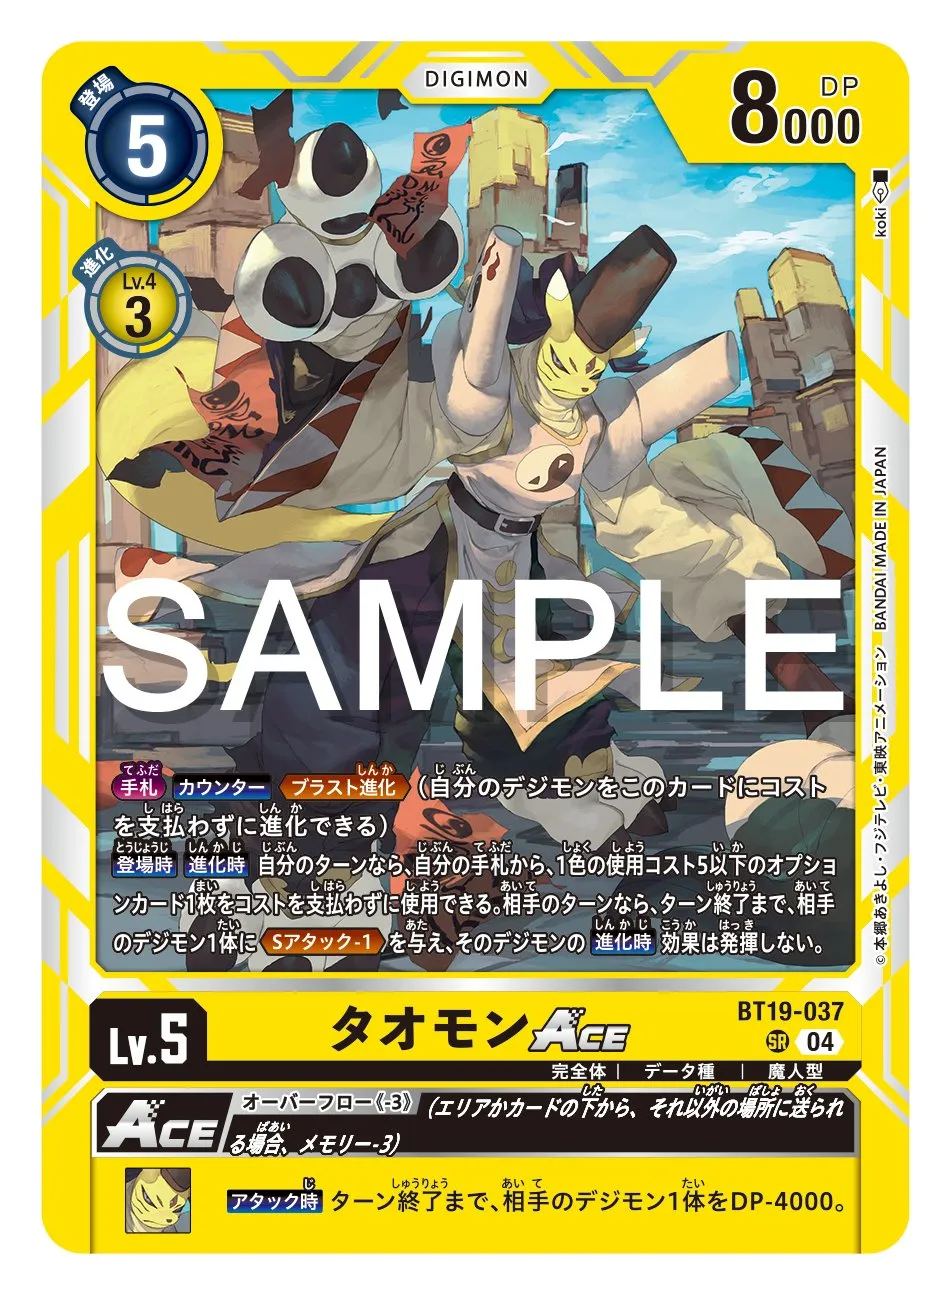 DIGIMON
登場
5
DP
8000
進化
Lv.4
3
koki
SAMPLE
手札 カウンター ブラスト進化 (自分のデジモンをこのカードにコスト
を支払わずに進化できる)
登場時 進化時 自分のターンなら、自分の手札から、1色の使用コスト5以下のオプショ
ンカード1枚をコストを支払わずに使用できる。相手のターンなら、ターン終了まで、相手
のデジモン1体に Sアタック-1 を与え、そのデジモンの 進化時 効果は発揮しない。
©本郷あきよし・フジテレビ・東映アニメーション BANDAI MADE IN JAPAN
Lv.5
タオモンACE
BT19-037
SR 04
完全体 | データ種 | 魔人型
ACE
オーバーフロー《-3》 (エリアかカードの下から、それ以外の場所に送られ
る場合、メモリー-3)
アタック時 ターン終了まで、相手のデジモン1体をDP-4000。